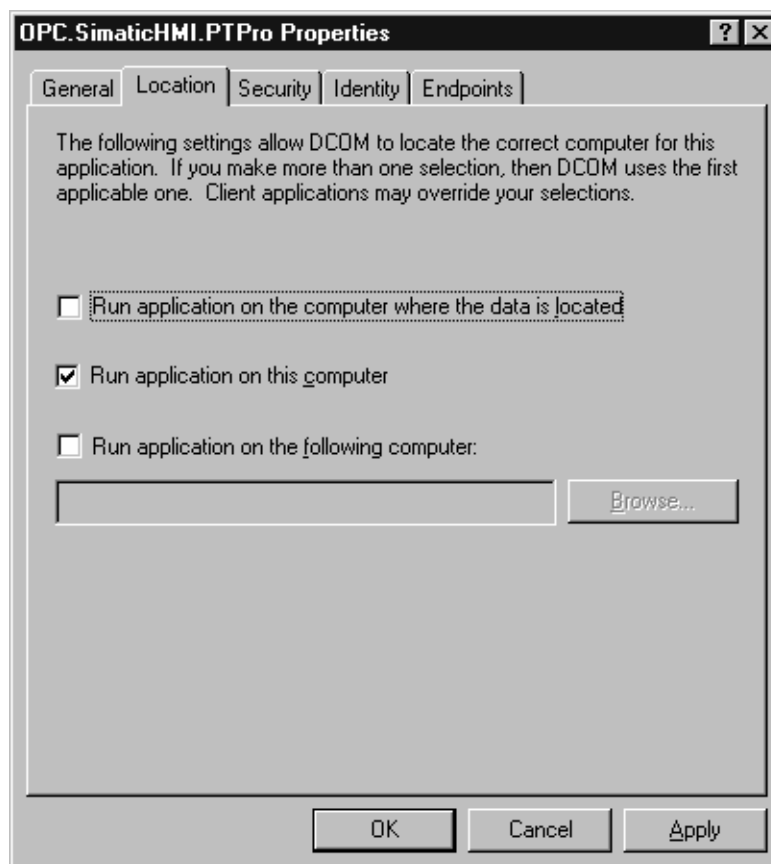 OPC.SimaticHMI.PTPro Properties
General Location Security Identity Endpoints
The following settings allow DCOM to locate the correct computer for this
application. If you make more than one selection, then DCOM uses the first
applicable one. Client applications may override your selections.
Run application on the computer where the data is located
Run application on this computer
Run application on the following computer:
Browse...
OK Cancel Apply